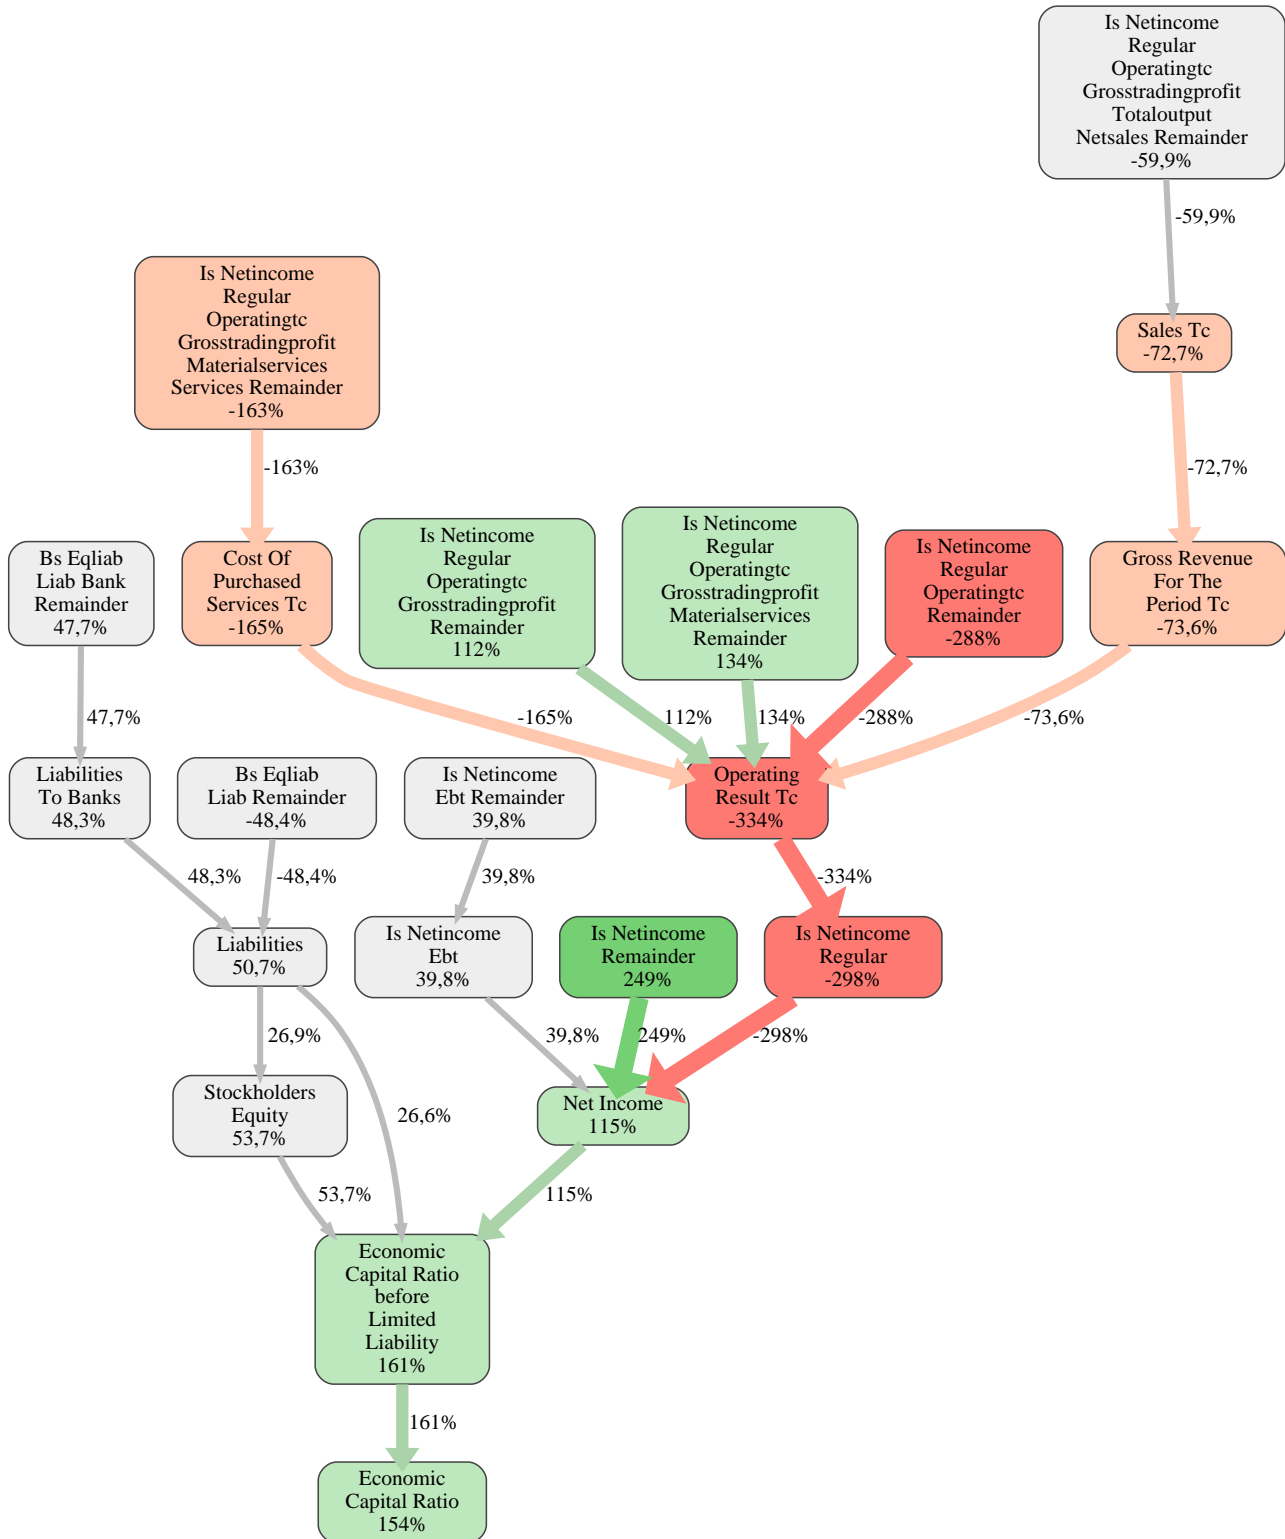 Is Netincome
Regular
Operatingtc
Grosstradingprofit
Totaloutput
Netsales Remainder
-59,9%
-59,9%
Is Netincome
Regular
Operatingtc
Grosstradingprofit
Materialservices
Services Remainder
-163%
Sales Tc
-72,7%
-163%
-72,7%
Bs Eqliab
Liab Bank
Remainder
47,7%
Cost Of
Purchased
Services Tc
-165%
Is Netincome
Regular
Operatingtc
Grosstradingprofit
Remainder
112%
Is Netincome
Regular
Operatingtc
Grosstradingprofit
Materialservices
Remainder
134%
Is Netincome
Regular
Operatingtc
Remainder
-288%
Gross Revenue
For The
Period Tc
-73,6%
47,7%
-165%
112%
134%
-288%
-73,6%
Liabilities
To Banks
48,3%
Bs Eqliab
Liab Remainder
-48,4%
Is Netincome
Ebt Remainder
39,8%
Operating
Result Tc
-334%
48,3%
-48,4%
39,8%
-334%
Liabilities
50,7%
Is Netincome
Ebt
39,8%
Is Netincome
Remainder
249%
Is Netincome
Regular
-298%
26,9%
39,8%
249%
-298%
Stockholders
Equity
53,7%
26,6%
Net Income
115%
53,7%
115%
Economic
Capital Ratio
before
Limited
Liability
161%
161%
Economic
Capital Ratio
154%